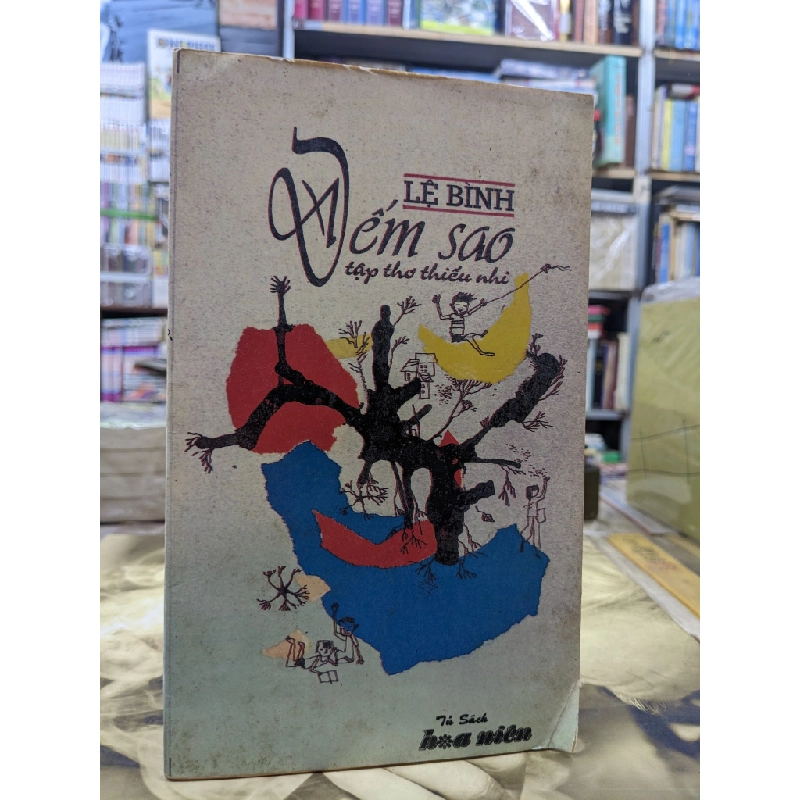 LỆ BÌNH
Đếm sao
tập thơ thiếu nhi
Tủ Sách
hoa niên